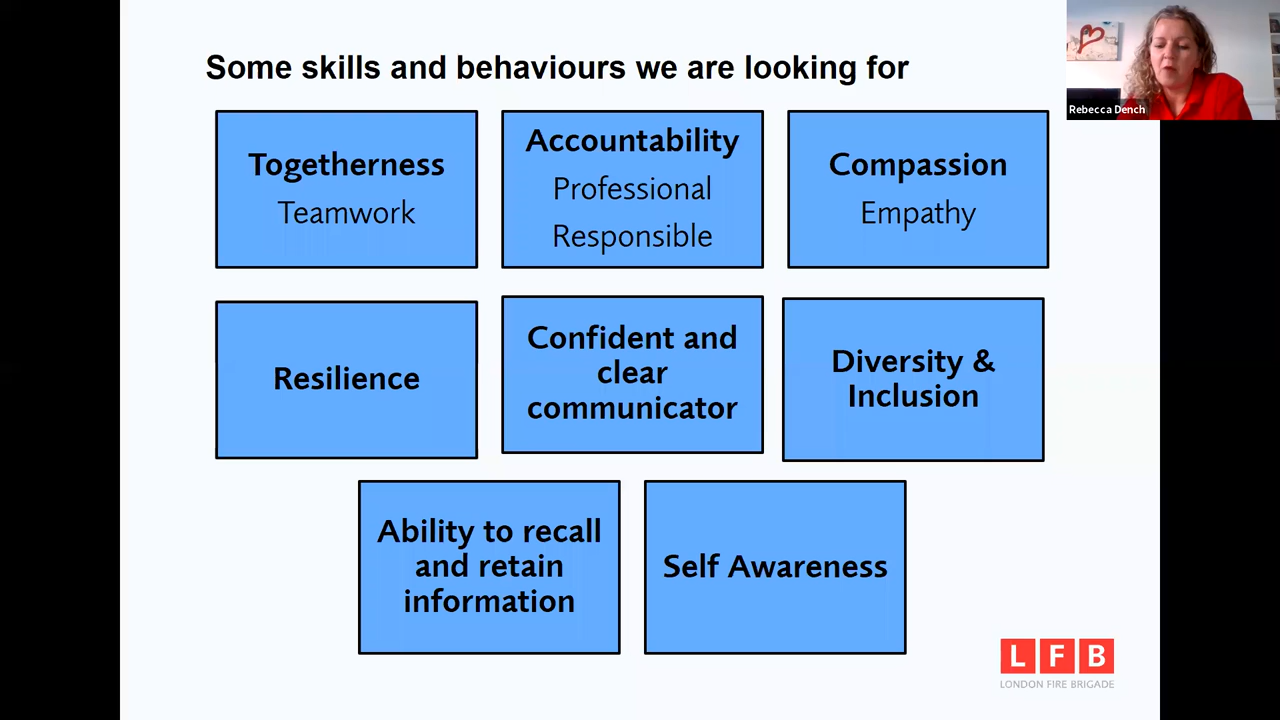 Some skills and behaviours we are looking for
Rebecca Dench
Togetherness
Teamwork
Accountability
Professional
Responsible
Compassion
Empathy
Resilience
Confident and
clear
communicator
Diversity &
Inclusion
Ability to recall
and retain
information
Self Awareness
LFB
LONDON FIRE BRIGADE